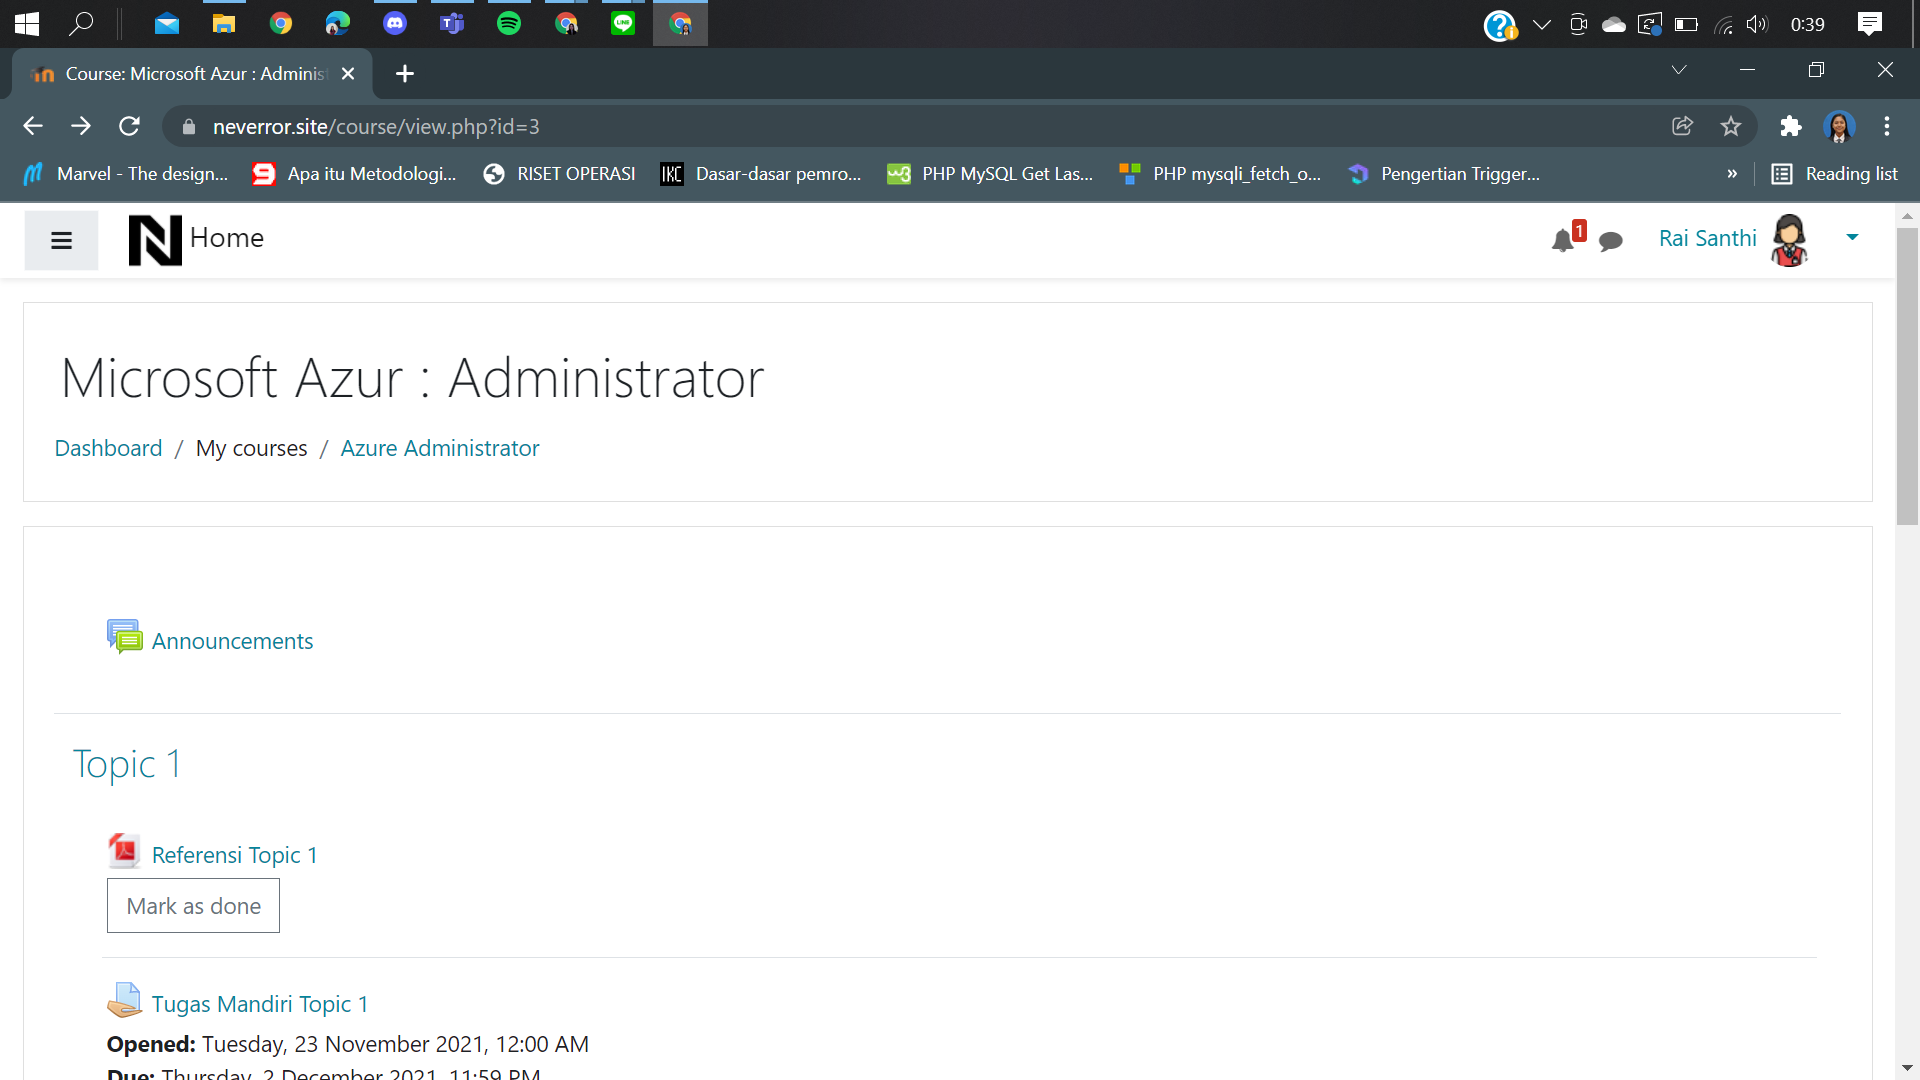 0:39
Course: Microsoft Azur : Adminis
neverror.site/course/view.php?id=3
Marvel - The design... Apa itu Metodologi... RISET OPERASI IKC Dasar-dasar pemro... PHP MySQL Get Las... PHP mysqli_fetch_o... Pengertian Trigger... » Reading list
N Home 1 Rai Santhi
Microsoft Azur : Administrator
Dashboard / My courses / Azure Administrator
Announcements
Topic 1
Referensi Topic 1
Mark as done
Tugas Mandiri Topic 1
Opened: Tuesday, 23 November 2021, 12:00 AM
Due: Thursday, 2 December 2021, 11:59 PM